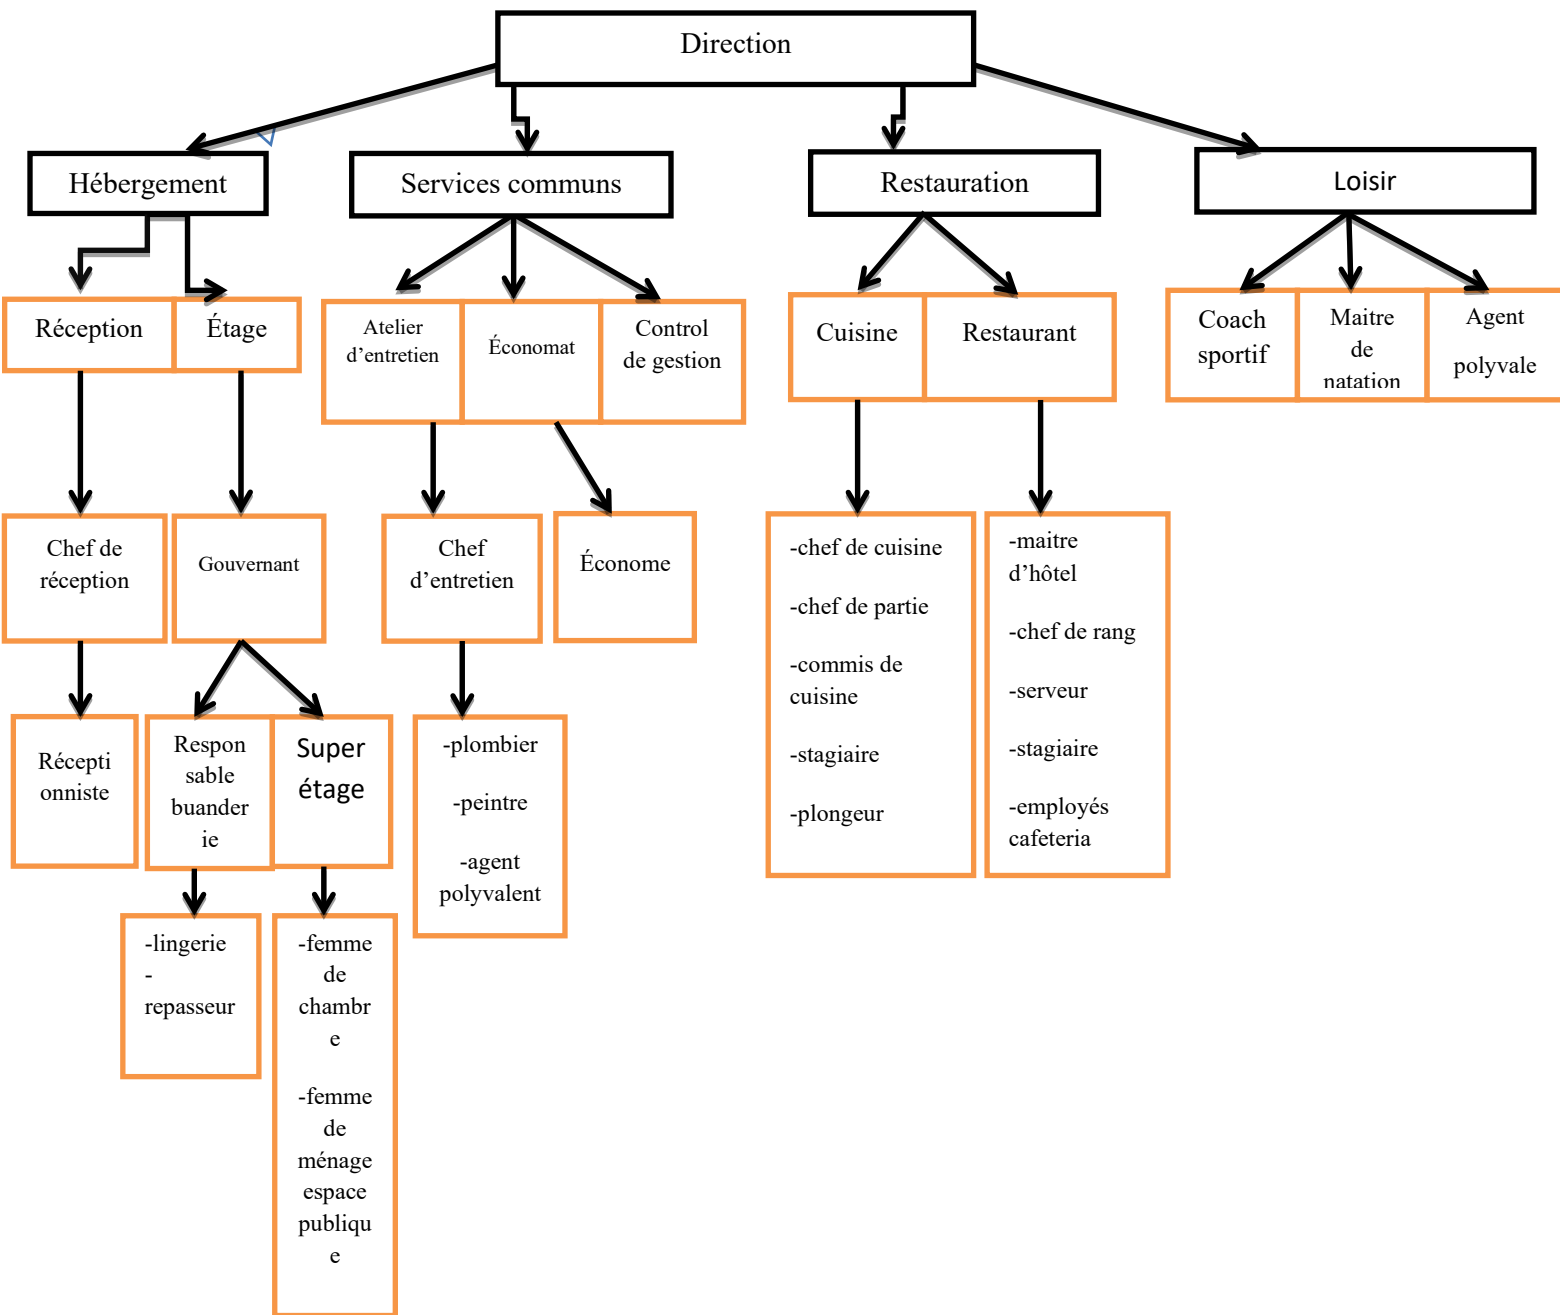 Direction
Hébergement
Services communs
Restauration
Loisir
Réception
Étage
Atelier
d’entretien
Économat
Control
de gestion
Cuisine
Restaurant
Coach
sportif
Maitre
de
natation
Agent
polyvale
Chef de
réception
Gouvernant
Chef
d’entretien
Économe
-chef de cuisine
-chef de partie
-commis de
cuisine
-stagiaire
-plongeur
-maitre
d’hôtel
-chef de rang
-serveur
-stagiaire
-employés
cafeteria
Récepti
onniste
Respon
sable
buander
ie
Super
étage
-plombier
-peintre
-agent
polyvalent
-lingerie
-
repasseur
-femme
de
chambr
e
-femme
de
ménage
espace
publiqu
e